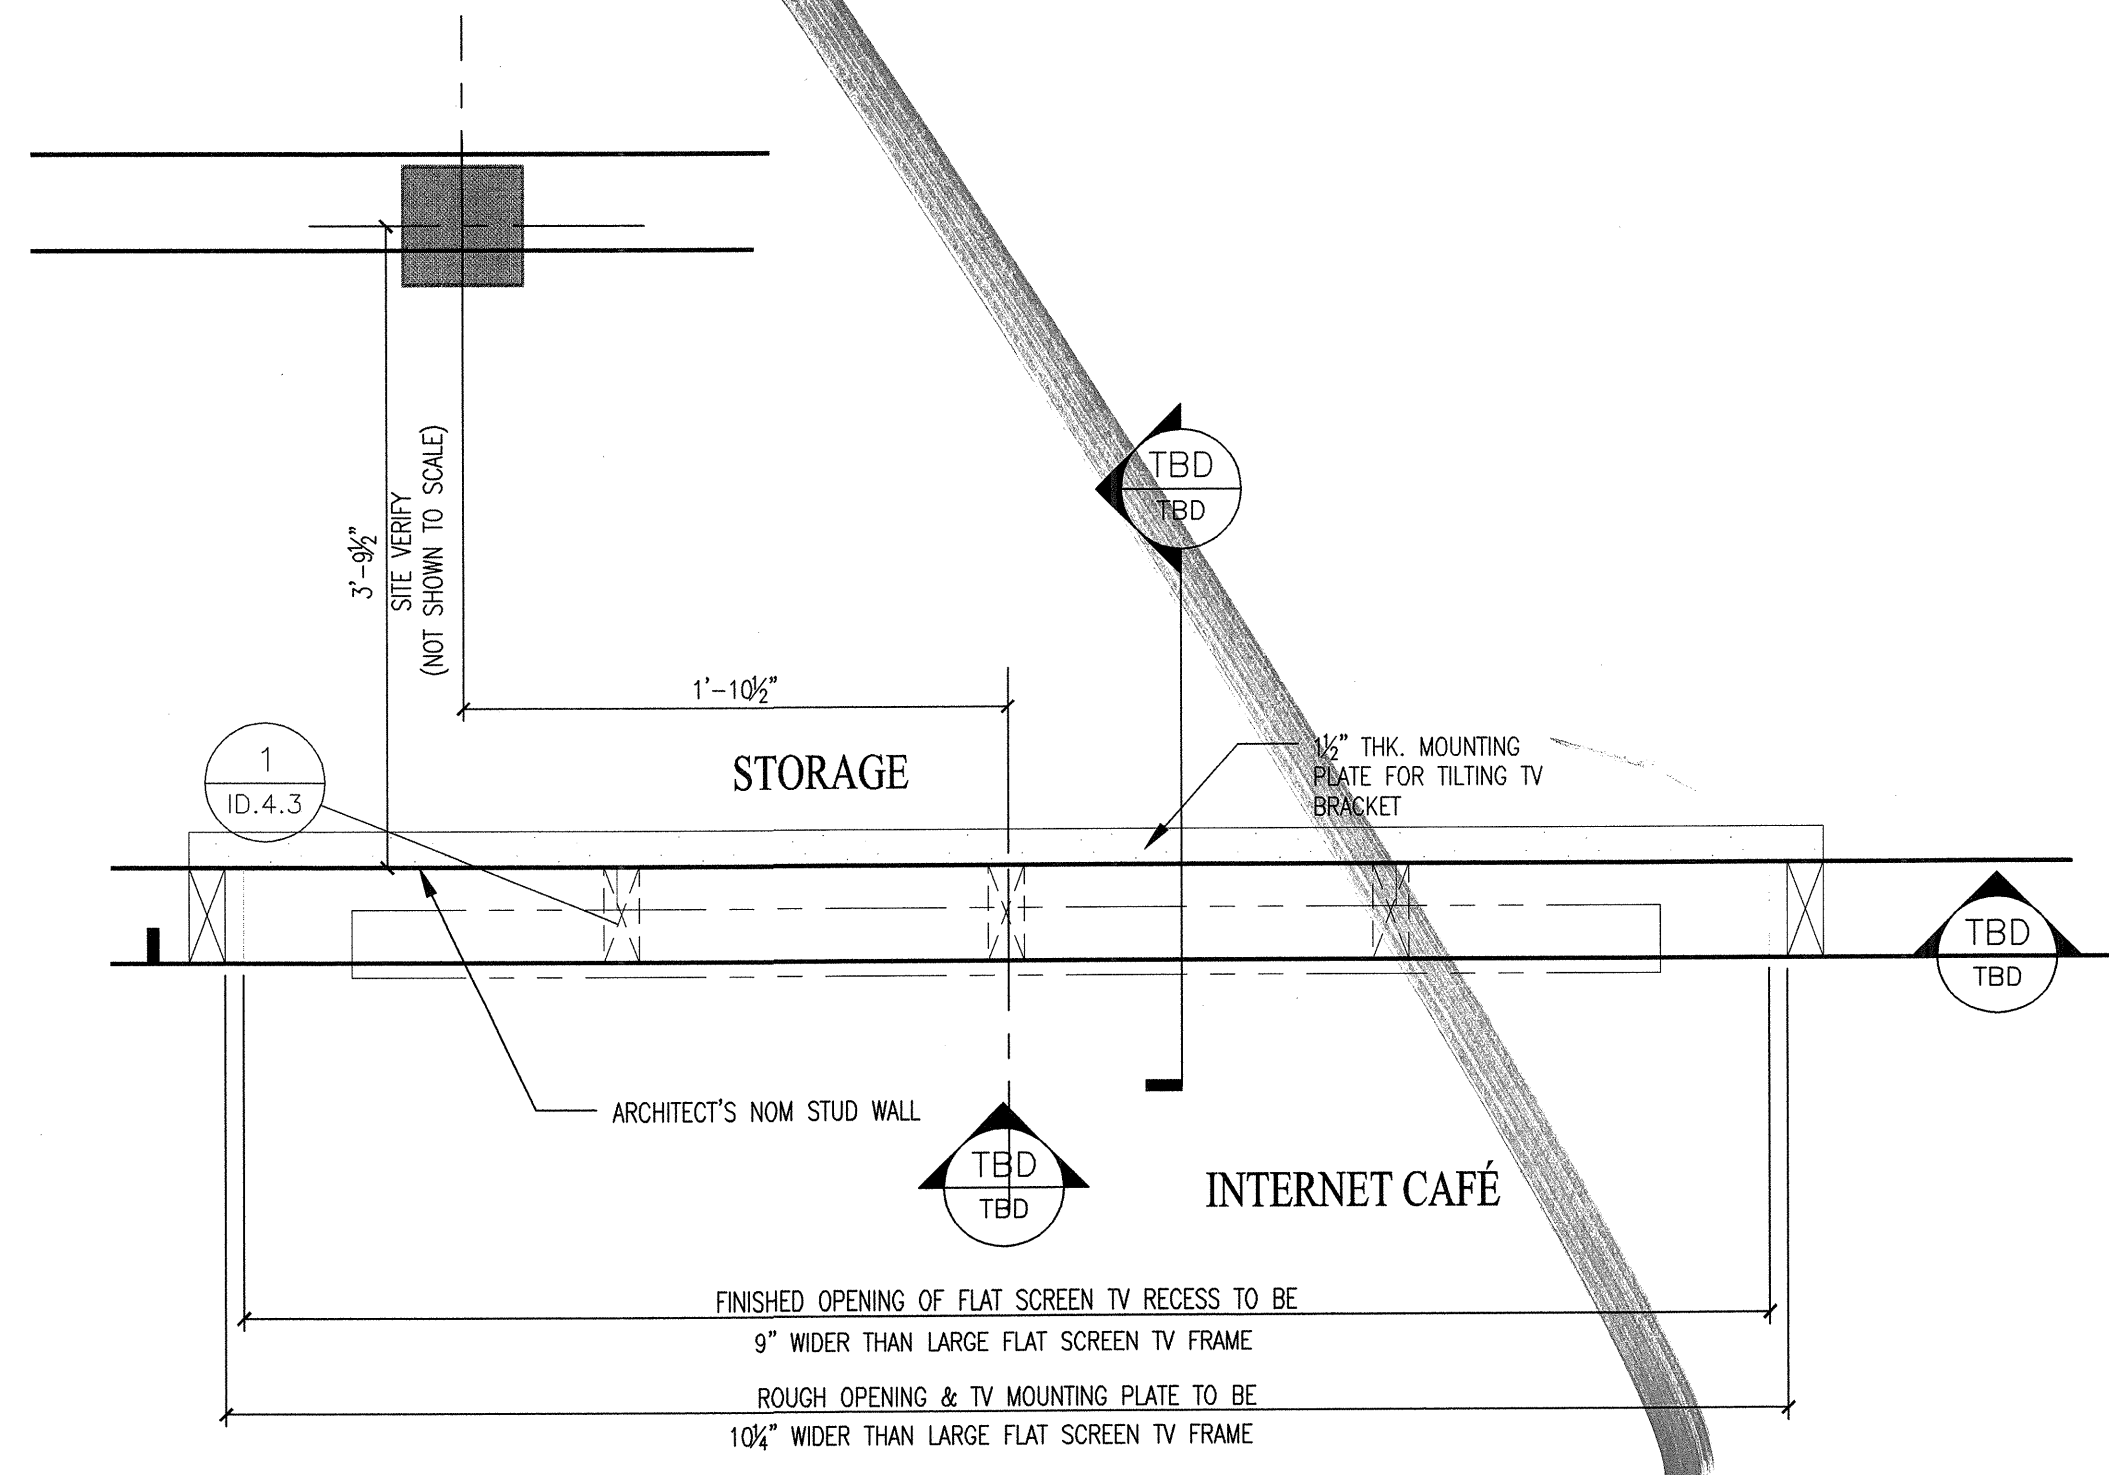 3'-9½"
SITE VERIFY
(NOT SHOWN TO SCALE)
TBD
TBD
1'-10½"
1
ID.4.3
STORAGE
1½" THK. MOUNTING
PLATE FOR TILTING TV
BRACKET
TBD
TBD
ARCHITECT'S NOM STUD WALL
TBD
TBD
INTERNET CAFÉ
FINISHED OPENING OF FLAT SCREEN TV RECESS TO BE
9" WIDER THAN LARGE FLAT SCREEN TV FRAME
ROUGH OPENING & TV MOUNTING PLATE TO BE
10¼" WIDER THAN LARGE FLAT SCREEN TV FRAME